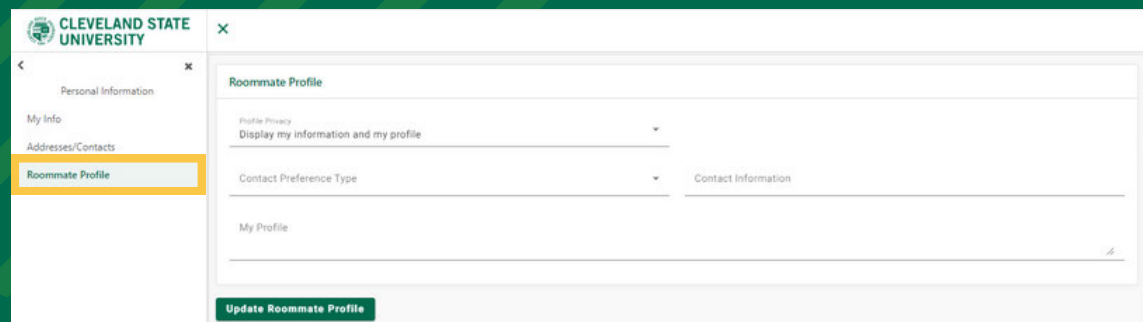 CLEVELAND STATE
UNIVERSITY
Personal Information
My Info
Addresses/Contacts
Roommate Profile
Roommate Profile
Profile Privacy
Display my information and my profile
Contact Preference Type
Contact Information
My Profile
Update Roommate Profile